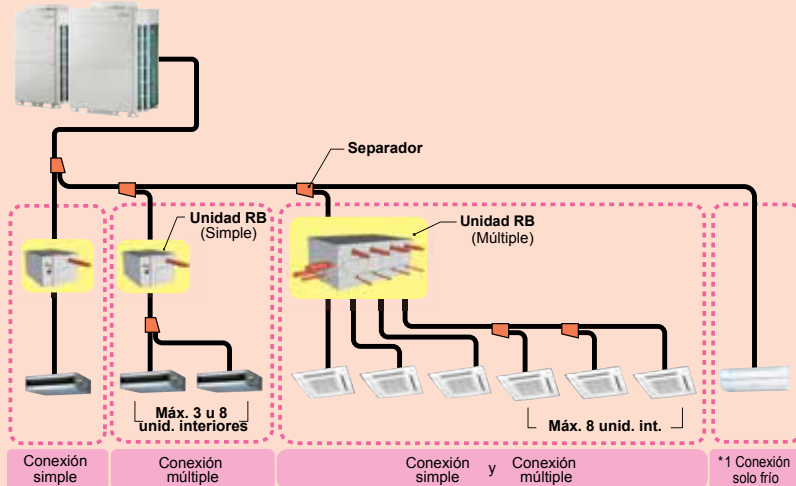 Separador
Unidad RB
(Simple)
Unidad RB
(Múltiple)
Máx. 3 u 8
unid. interiores
Máx. 8 unid. int.
Conexión
simple
Conexión
múltiple
Conexión
simple
y
Conexión
múltiple
*1 Conexión
solo frío